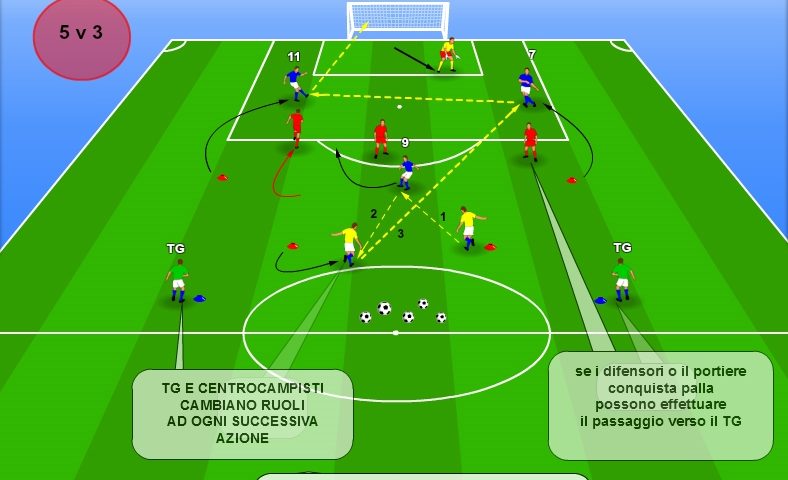 5 v 3
11
7
9
2
1
3
TG
TG
TG E CENTROCAMPISTI
CAMBIANO RUOLI
AD OGNI SUCCESSIVA
AZIONE
se i difensori o il portiere
conquista palla
possono effettuare
il passaggio verso il TG